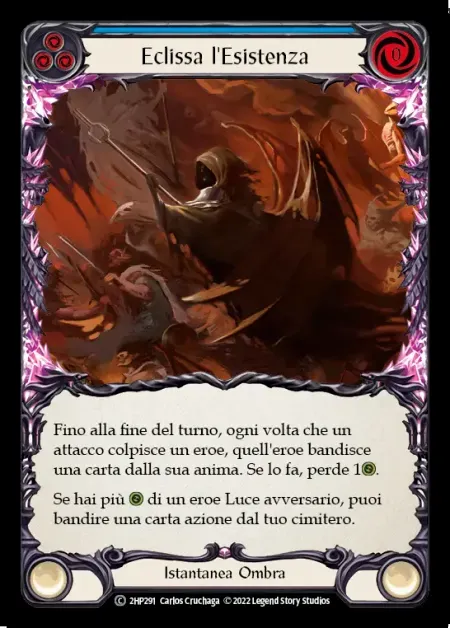 Eclissa l'Esistenza
0
Fino alla fine del turno, ogni volta che un
attacco colpisce un eroe, quell'eroe bandisce
una carta dalla sua anima. Se lo fa, perde 1.
Se hai più di un eroe Luce avversario, puoi
bandire una carta azione dal tuo cimitero.
Istantanea Ombra
C 2HP291 Carlos Cruchaga © 2022 Legend Story Studios